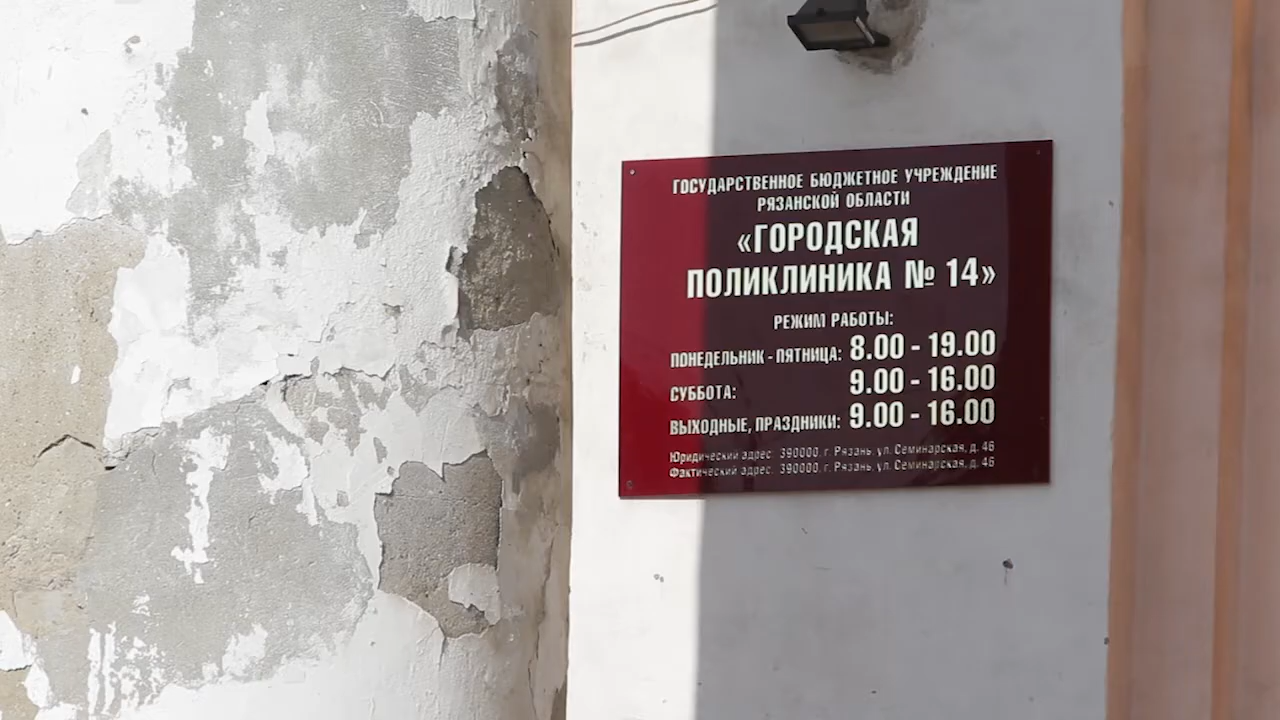 ГОСУДАРСТВЕННОЕ БЮДЖЕТНОЕ УЧРЕЖДЕНИЕ
РЯЗАНСКОЙ ОБЛАСТИ
«ГОРОДСКАЯ
ПОЛИКЛИНИКА № 14»
РЕЖИМ РАБОТЫ:
ПОНЕДЕЛЬНИК - ПЯТНИЦА: 8.00 - 19.00
СУББОТА: 9.00 - 16.00
ВЫХОДНЫЕ, ПРАЗДНИКИ: 9.00 - 16.00
Юридический адрес: 390000, г. Рязань, ул. Семинарская, д. 46
Фактический адрес: 390000, г. Рязань, ул. Семинарская, д. 46